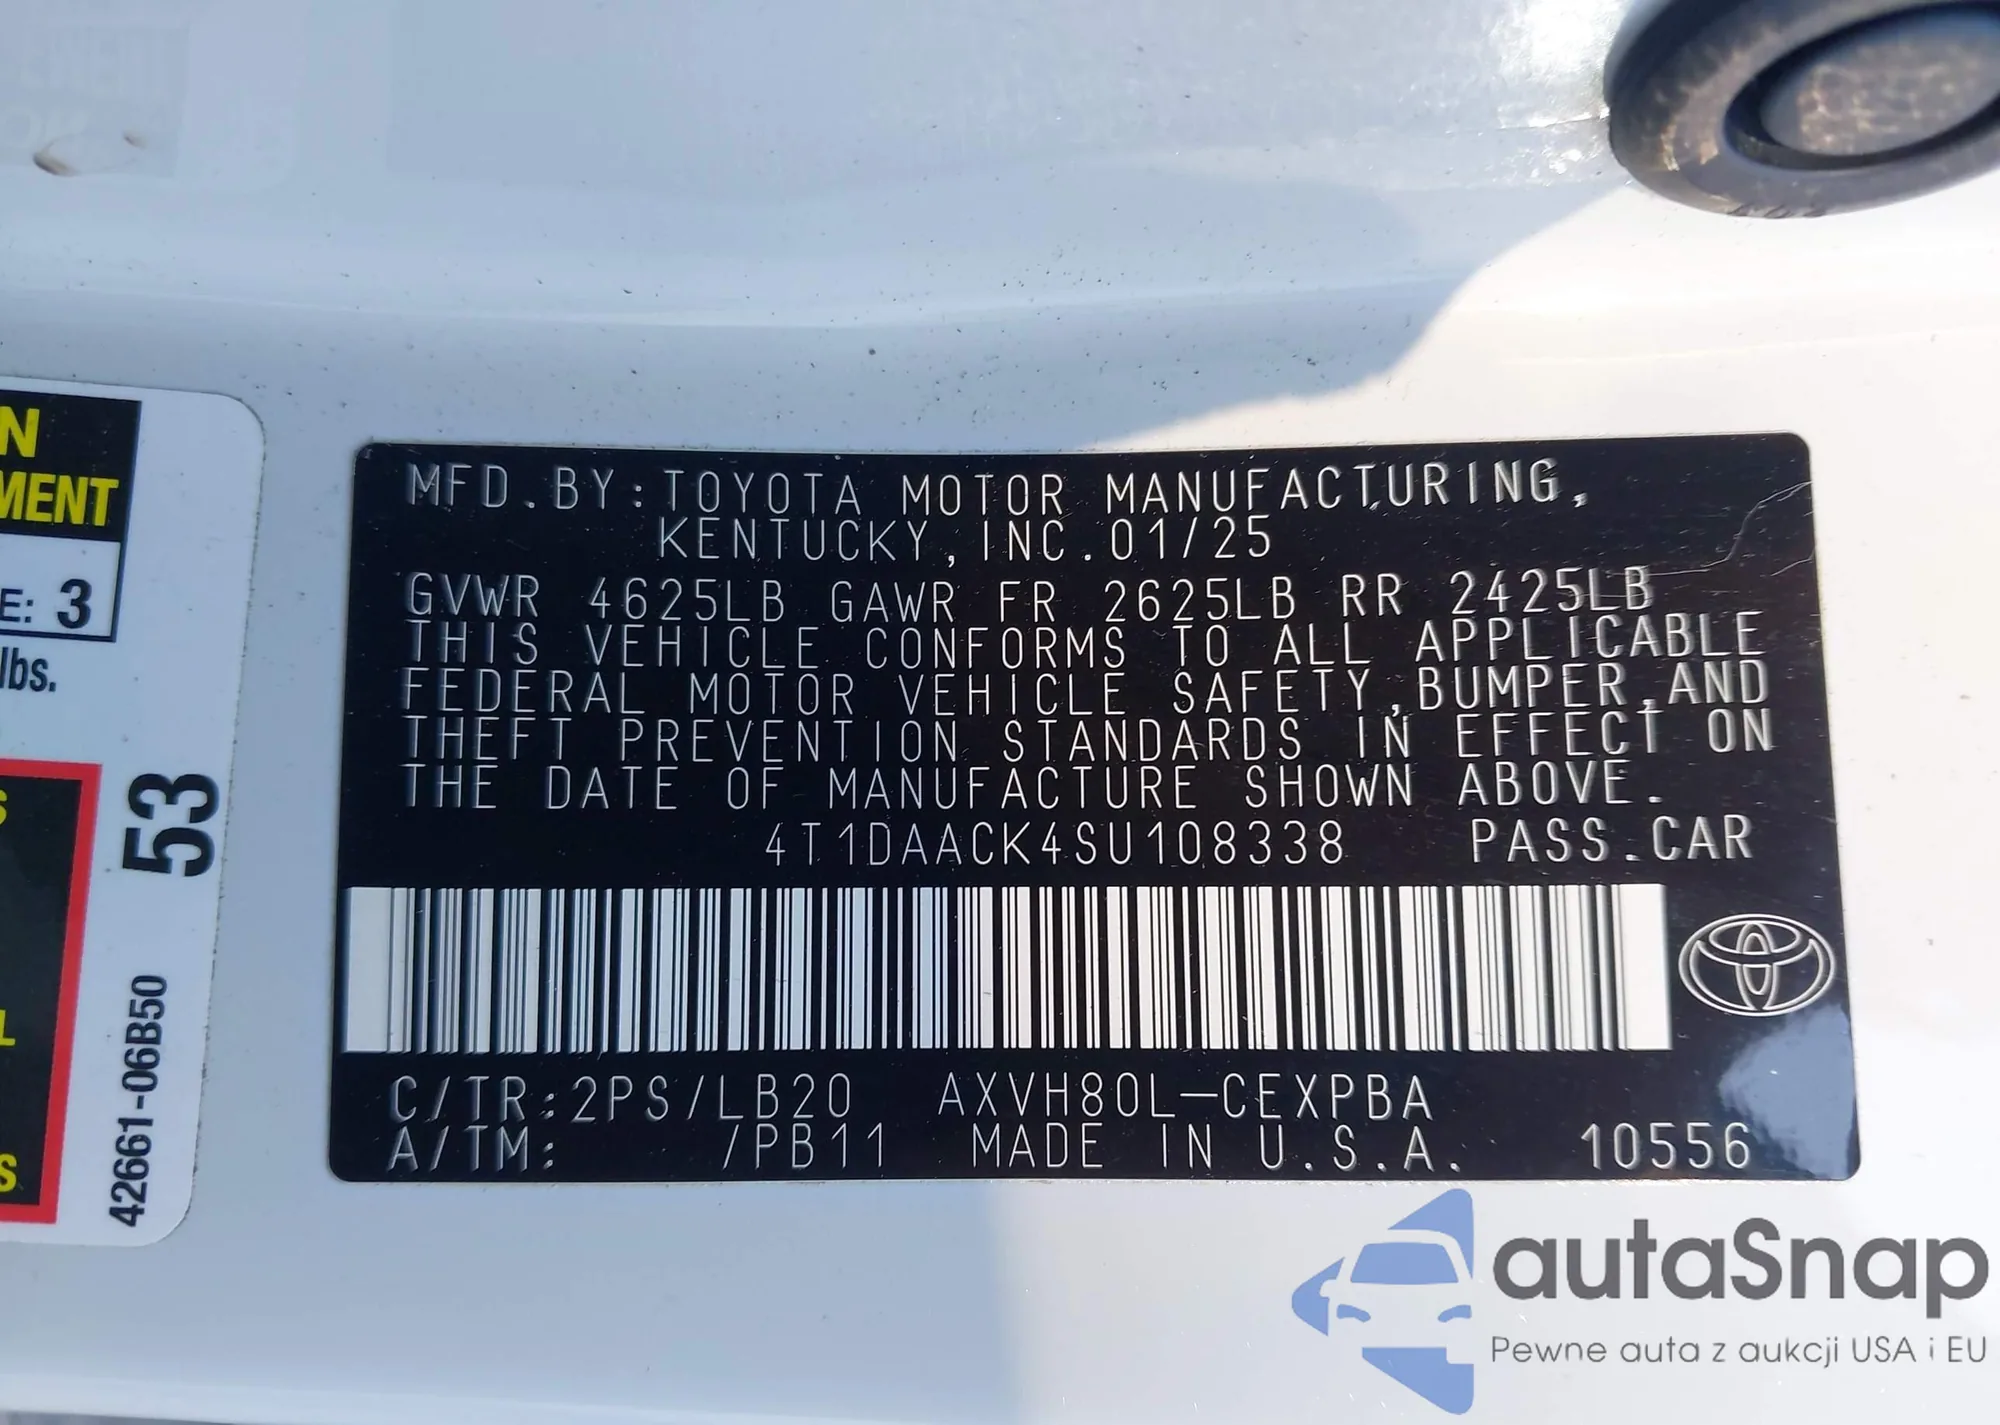 MFD.BY:TOYOTA MOTOR MANUFACTURING,
KENTUCKY,INC.01/25
GVWR 4625LB GAWR FR 2625LB RR 2425LB
THIS VEHICLE CONFORMS TO ALL APPLICABLE
FEDERAL MOTOR VEHICLE SAFETY,BUMPER,AND
THEFT PREVENTION STANDARDS IN EFFECT ON
THE DATE OF MANUFACTURE SHOWN ABOVE.
4T1DAACK4SU108338 PASS.CAR
C/TR:2PS/LB20 AXVH80L-CEXPBA
A/TM: /PB11 MADE IN U.S.A. 10556
N
MENT
E: 3
lbs.
S
L
S
53
42661-06B50
autaSnap
Pewne auta z aukcji USA i EU